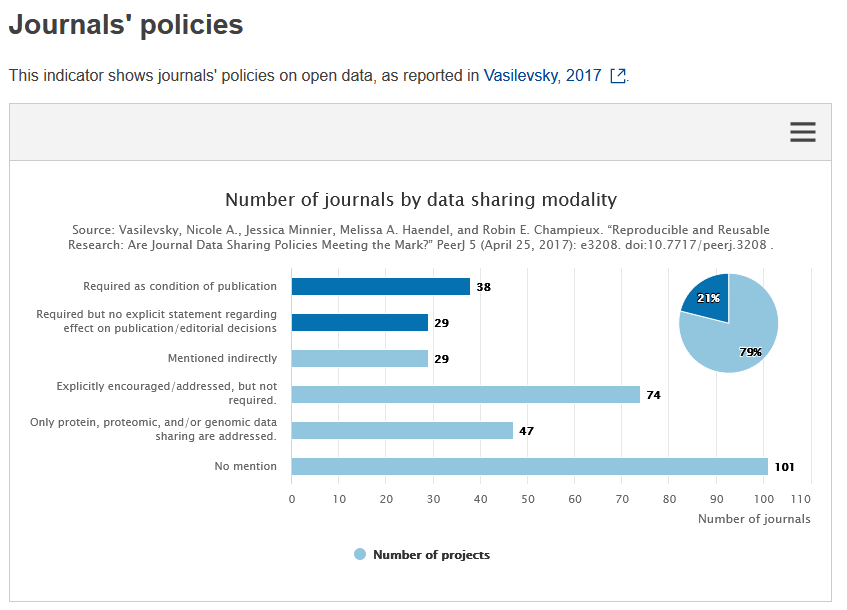 Journals' policies
This indicator shows journals' policies on open data, as reported in Vasilevsky, 2017.
Number of journals by data sharing modality
Source: Vasilevsky, Nicole A., Jessica Minnier, Melissa A. Haendel, and Robin E. Champieux. “Reproducible and Reusable
Research: Are Journal Data Sharing Policies Meeting the Mark?” PeerJ 5 (April 25, 2017): e3208. doi:10.7717/peerj.3208 .
Required as condition of publication
38
Required but no explicit statement regarding
effect on publication/editorial decisions
29
Mentioned indirectly
29
Explicitly encouraged/addressed, but not
required.
74
Only protein, proteomic, and/or genomic data
sharing are addressed.
47
No mention
101
21%
79%
0 10 20 30 40 50 60 70 80 90 100 110
Number of journals
Number of projects